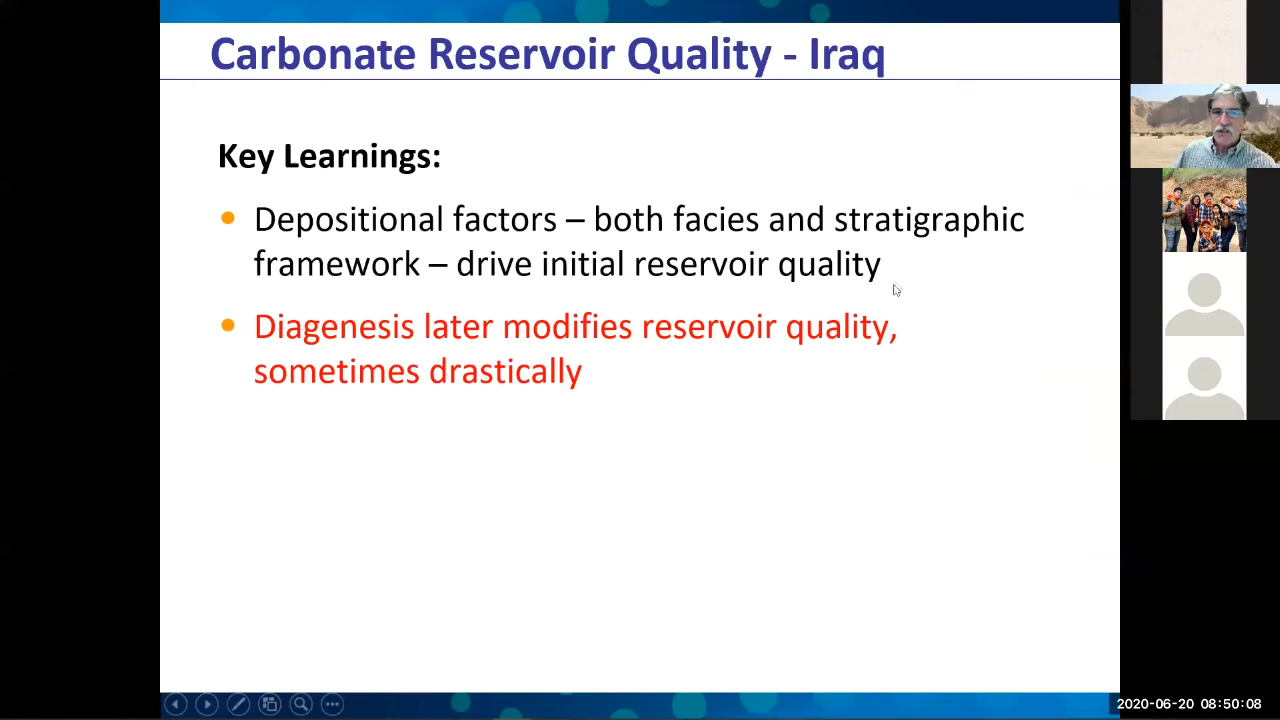 Carbonate Reservoir Quality - Iraq
Key Learnings:
Depositional factors – both facies and stratigraphic
framework – drive initial reservoir quality
Diagenesis later modifies reservoir quality,
sometimes drastically
2020-06-20 08:50:08